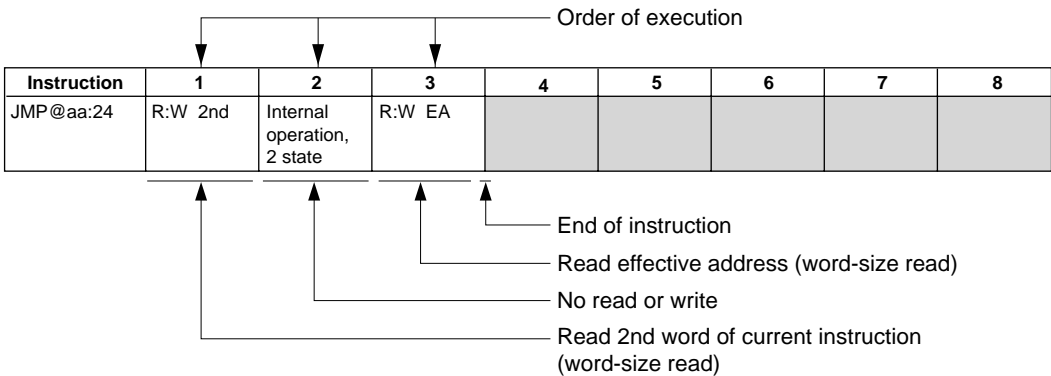 Order of execution
Instruction 1 2 3 4 5 6 7 8
JMP@aa:24 R:W 2nd Internal operation, 2 state R:W EA
End of instruction
Read effective address (word-size read)
No read or write
Read 2nd word of current instruction
(word-size read)